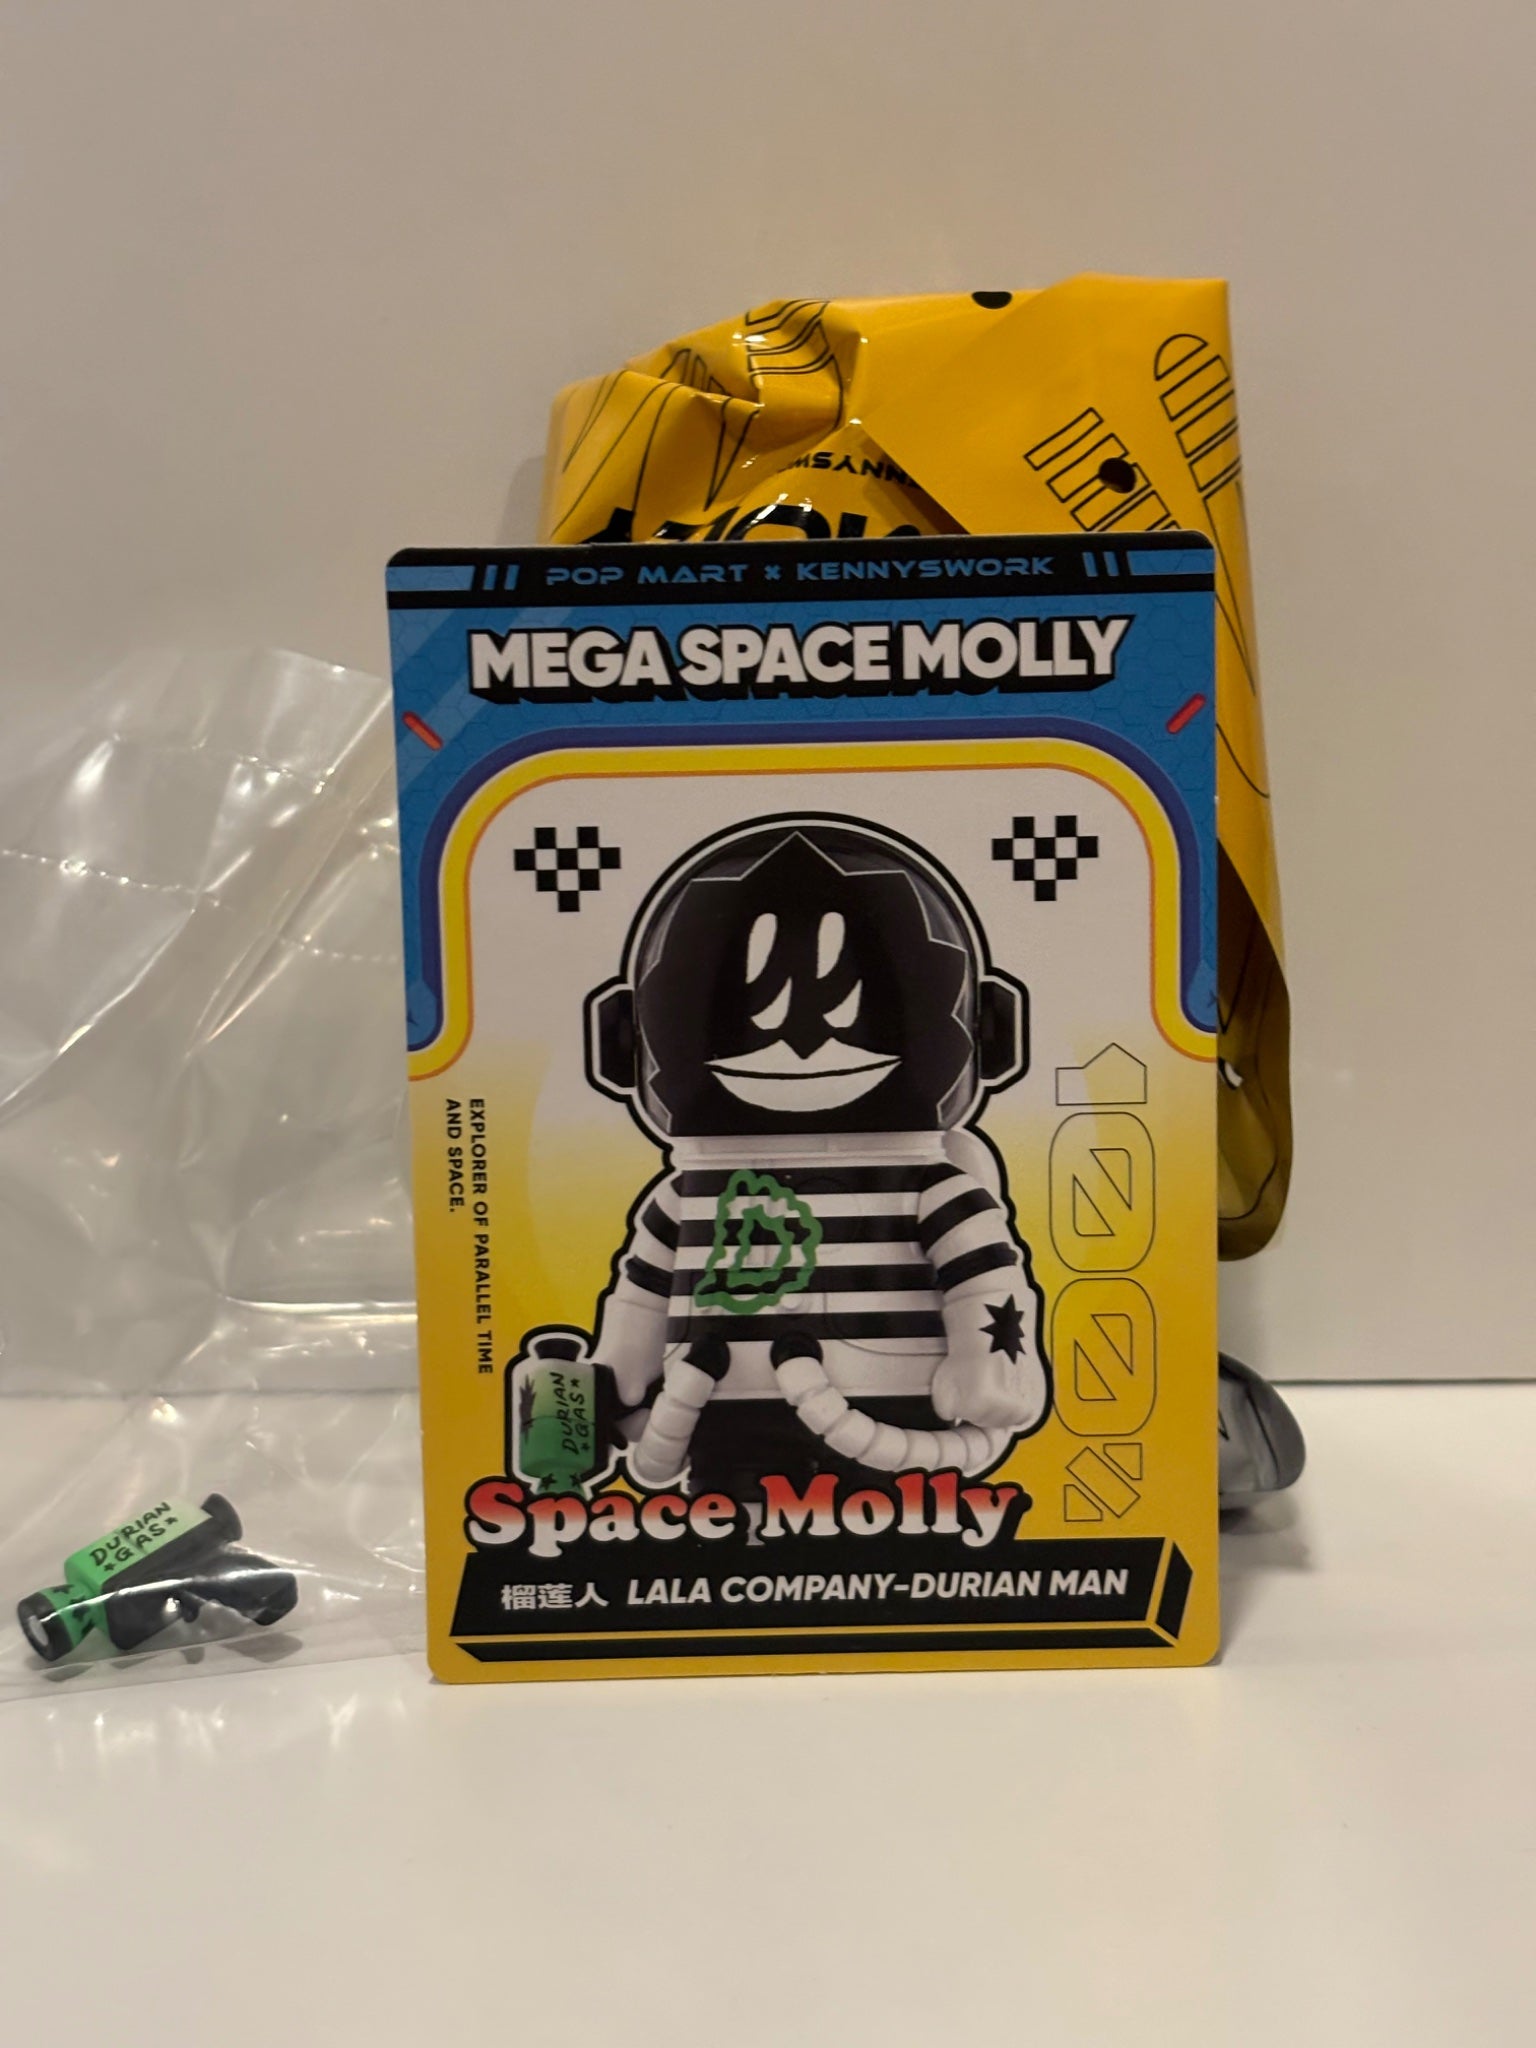 POP MART × KENNYSWORK
MEGA SPACE MOLLY
EXPLORER OF PARALLEL TIME
AND SPACE.
D
DURIAN
*GAS*
Space Molly
榴莲人 LALA COMPANY-DURIAN MAN
DURIAN
*GAS*